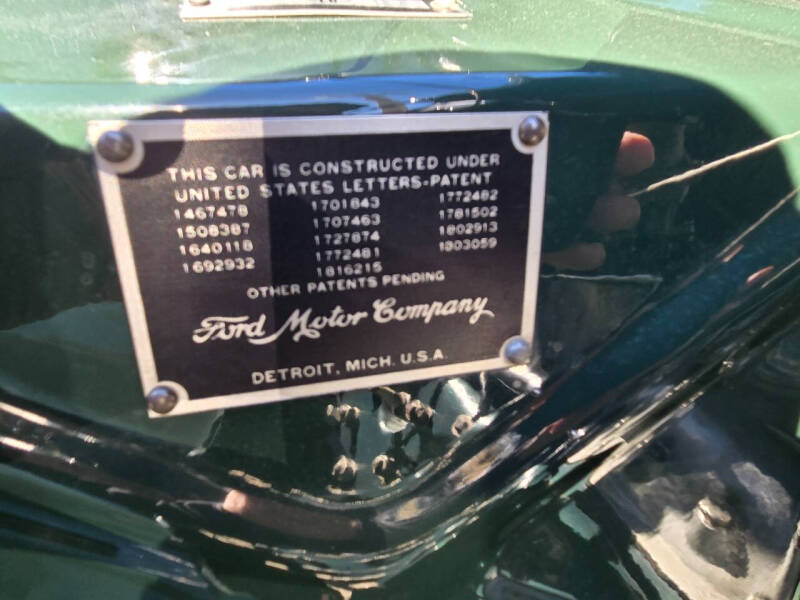 THIS CAR IS CONSTRUCTED UNDER
UNITED STATES LETTERS-PATENT
1467478 1701843 1772482
1508387 1707463 1781502
1640118 1727874 1802913
1692932 1772481 1803059
1816215
OTHER PATENTS PENDING
Ford Motor Company
DETROIT, MICH. U.S.A.